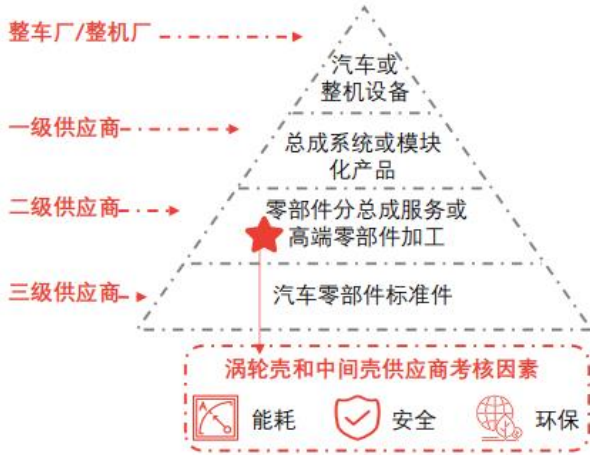 整车厂/整机厂
汽车或
整机设备
一级供应商
总成系统或模块
化产品
二级供应商
零部件分总成服务或
高端零部件加工
三级供应商
汽车零部件标准件
涡轮壳和中间壳供应商考核因素
能耗 安全 环保